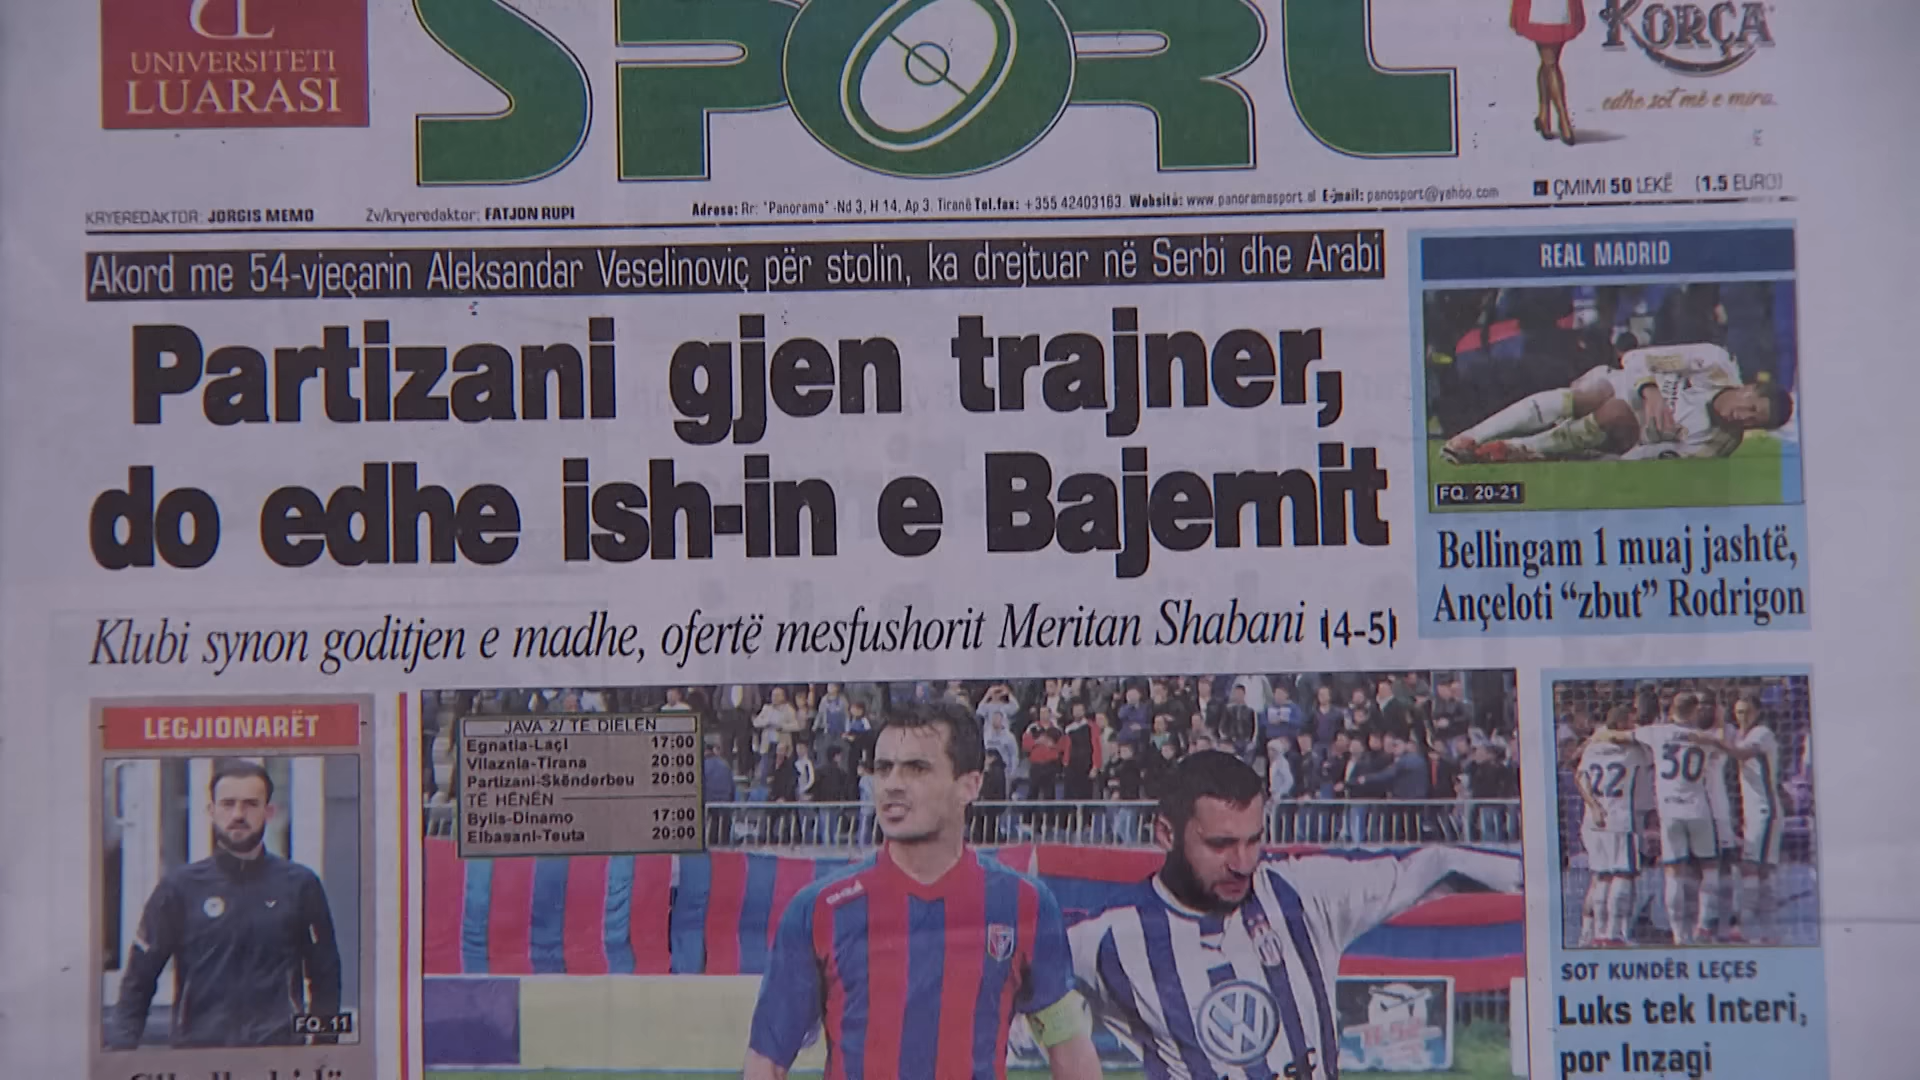 UNIVERSITETI
LUARASI
SPORT
KORÇA
edhe sot më e mira.
KRYEREDAKTOR: JORGIS MEMO
Zv/kryeredaktor: FATJON RUPI
Adresa: Rr: "Panorama" -Nd 3, H 14, Ap 3. Tiranë Tel.fax: +355 42403163 Website: www.panoramasport.al E-mail: panosport@yahoo.com
ÇMIMI 50 LEKË (1.5 EURO)
Akord me 54-vjeçarin Aleksandar Veselinoviç për stolin, ka drejtuar në Serbi dhe Arabi
Partizani gjen trajner,
do edhe ish-in e Bajernit
Klubi synon goditjen e madhe, ofertë mesfushorit Meritan Shabani (4-5)
REAL MADRID
FQ. 20-21
Bellingam 1 muaj jashtë,
Ançeloti “zbut” Rodrigon
LEGJIONARËT
FQ. 11
JAVA 2/ TË DIELËN
Egnatia-Laçi 17:00
Vllaznia-Tirana 20:00
Partizani-Skënderbeu 20:00
TË HËNËN
Bylis-Dinamo 17:00
Elbasani-Teuta 20:00
22
30
SOT KUNDËR LEÇES
Luks tek Interi,
por Inzagi